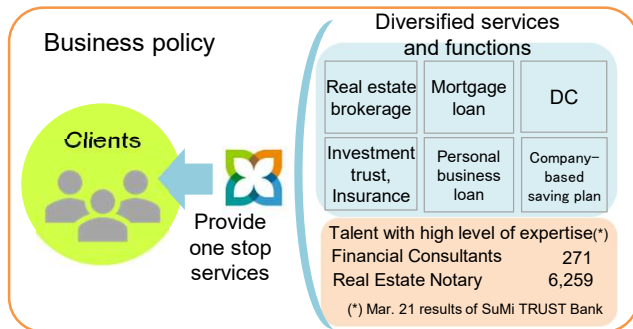 Business policy
Clients
Provide
one stop
services
Diversified services
and functions
Real estate
brokerage
Mortgage
loan
DC
Investment
trust,
Insurance
Personal
business
loan
Company-
based
saving plan
Talent with high level of expertise(*)
Financial Consultants 271
Real Estate Notary 6,259
(*) Mar. 21 results of SuMi TRUST Bank